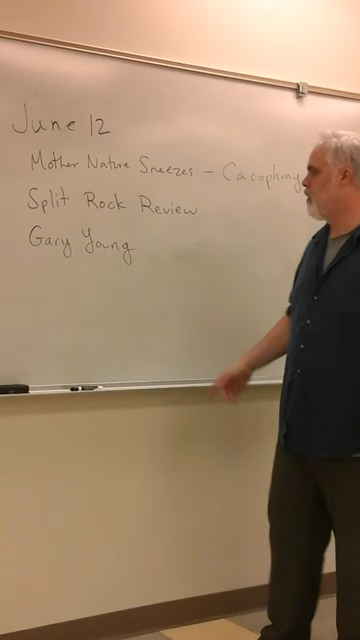 June 12
Mother Nature Sneezes - Cacophony
Split Rock Review
Gary Young